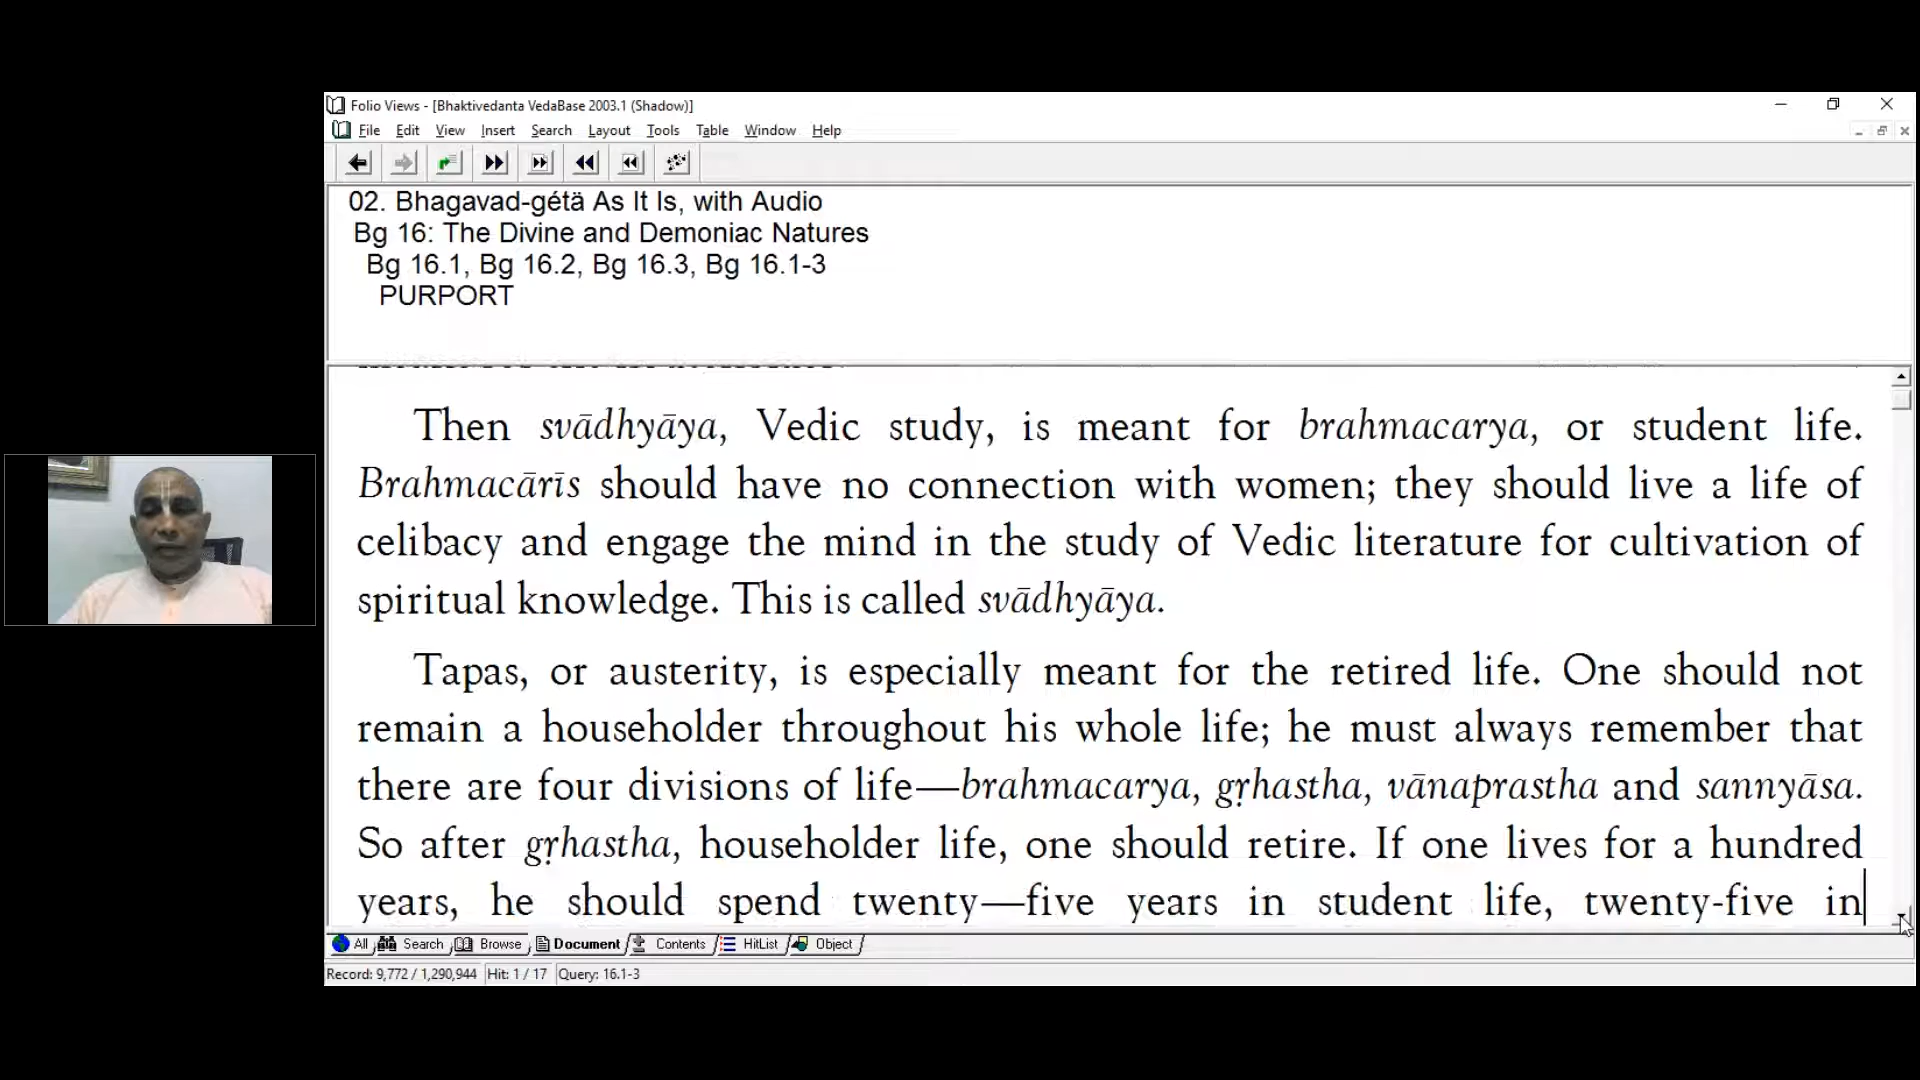 Folio Views - [Bhaktivedanta VedaBase 2003.1 (Shadow)]
File Edit View Insert Search Layout Tools Table Window Help
02. Bhagavad-gétä As It Is, with Audio
Bg 16: The Divine and Demoniac Natures
Bg 16.1, Bg 16.2, Bg 16.3, Bg 16.1-3
PURPORT
Then svādhyāya, Vedic study, is meant for brahmacarya, or student life.
Brahmacārīs should have no connection with women; they should live a life of
celibacy and engage the mind in the study of Vedic literature for cultivation of
spiritual knowledge. This is called svādhyāya.
Tapas, or austerity, is especially meant for the retired life. One should not
remain a householder throughout his whole life; he must always remember that
there are four divisions of life—brahmacarya, gṛhastha, vānaprastha and sannyāsa.
So after gṛhastha, householder life, one should retire. If one lives for a hundred
years, he should spend twenty—five years in student life, twenty-five in
All Search Browse Document Contents HitList Object
Record: 9,772 / 1,290,944 Hit: 1 / 17 Query: 16.1-3